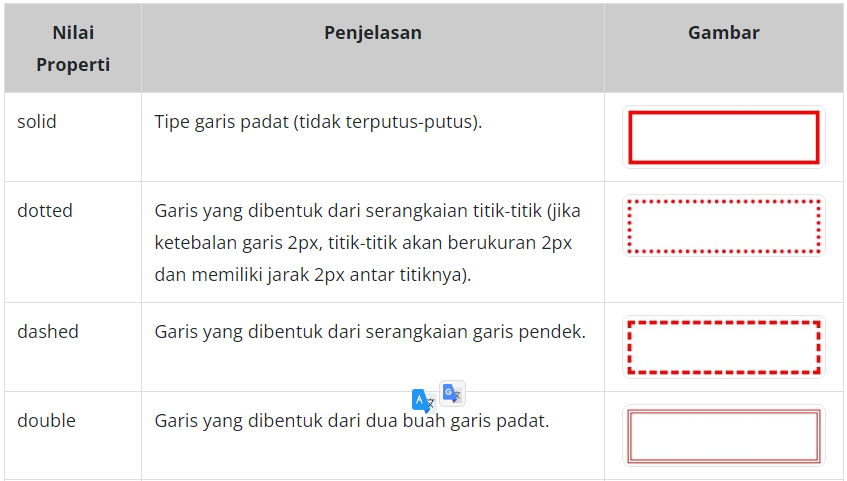 Nilai
Properti
Penjelasan
Gambar
solid
Tipe garis padat (tidak terputus-putus).
dotted
Garis yang dibentuk dari serangkaian titik-titik (jika
ketebalan garis 2px, titik-titik akan berukuran 2px
dan memiliki jarak 2px antar titiknya).
dashed
Garis yang dibentuk dari serangkaian garis pendek.
double
Garis yang dibentuk dari dua buah garis padat.